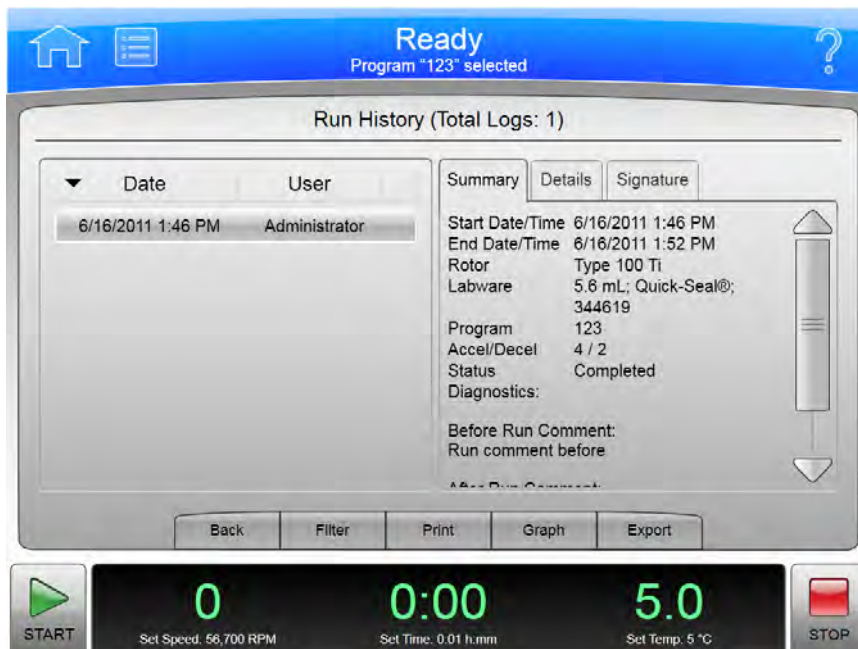 Ready
Program "123" selected
Run History (Total Logs: 1)
Date User
6/16/2011 1:46 PM Administrator
Summary Details Signature
Start Date/Time 6/16/2011 1:46 PM
End Date/Time 6/16/2011 1:52 PM
Rotor Type 100 Ti
Labware 5.6 mL; Quick-Seal®;
344619
Program 123
Accel/Decel 4 / 2
Status Completed
Diagnostics:
Before Run Comment:
Run comment before
After Run Comment:
Back Filter Print Graph Export
START
0
Set Speed. 56,700 RPM
0:00
Set Time. 0.01 h:mm
5.0
Set Temp. 5 °C
STOP